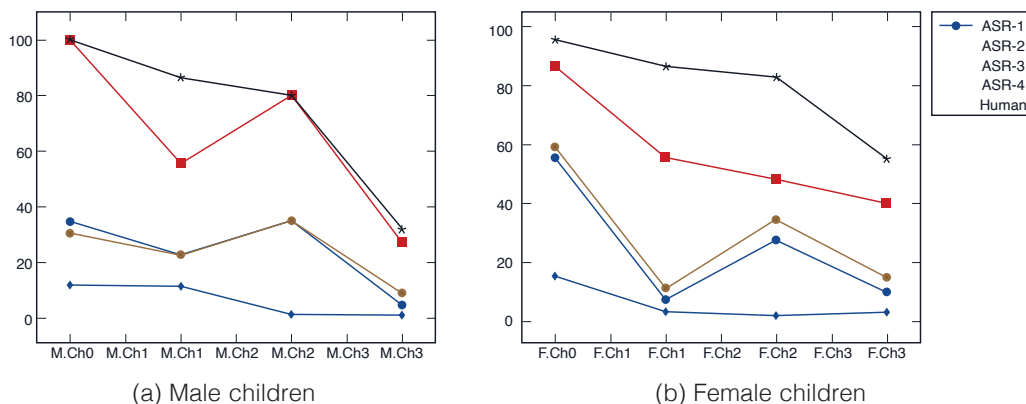 100
80
60
40
20
0
M.Ch0 M.Ch1 M.Ch1 M.Ch2 M.Ch2 M.Ch3 M.Ch3
(a) Male children
100
80
60
40
20
0
F.Ch0 F.Ch1 F.Ch1 F.Ch2 F.Ch2 F.Ch3 F.Ch3
(b) Female children
ASR-1
ASR-2
ASR-3
ASR-4
Human